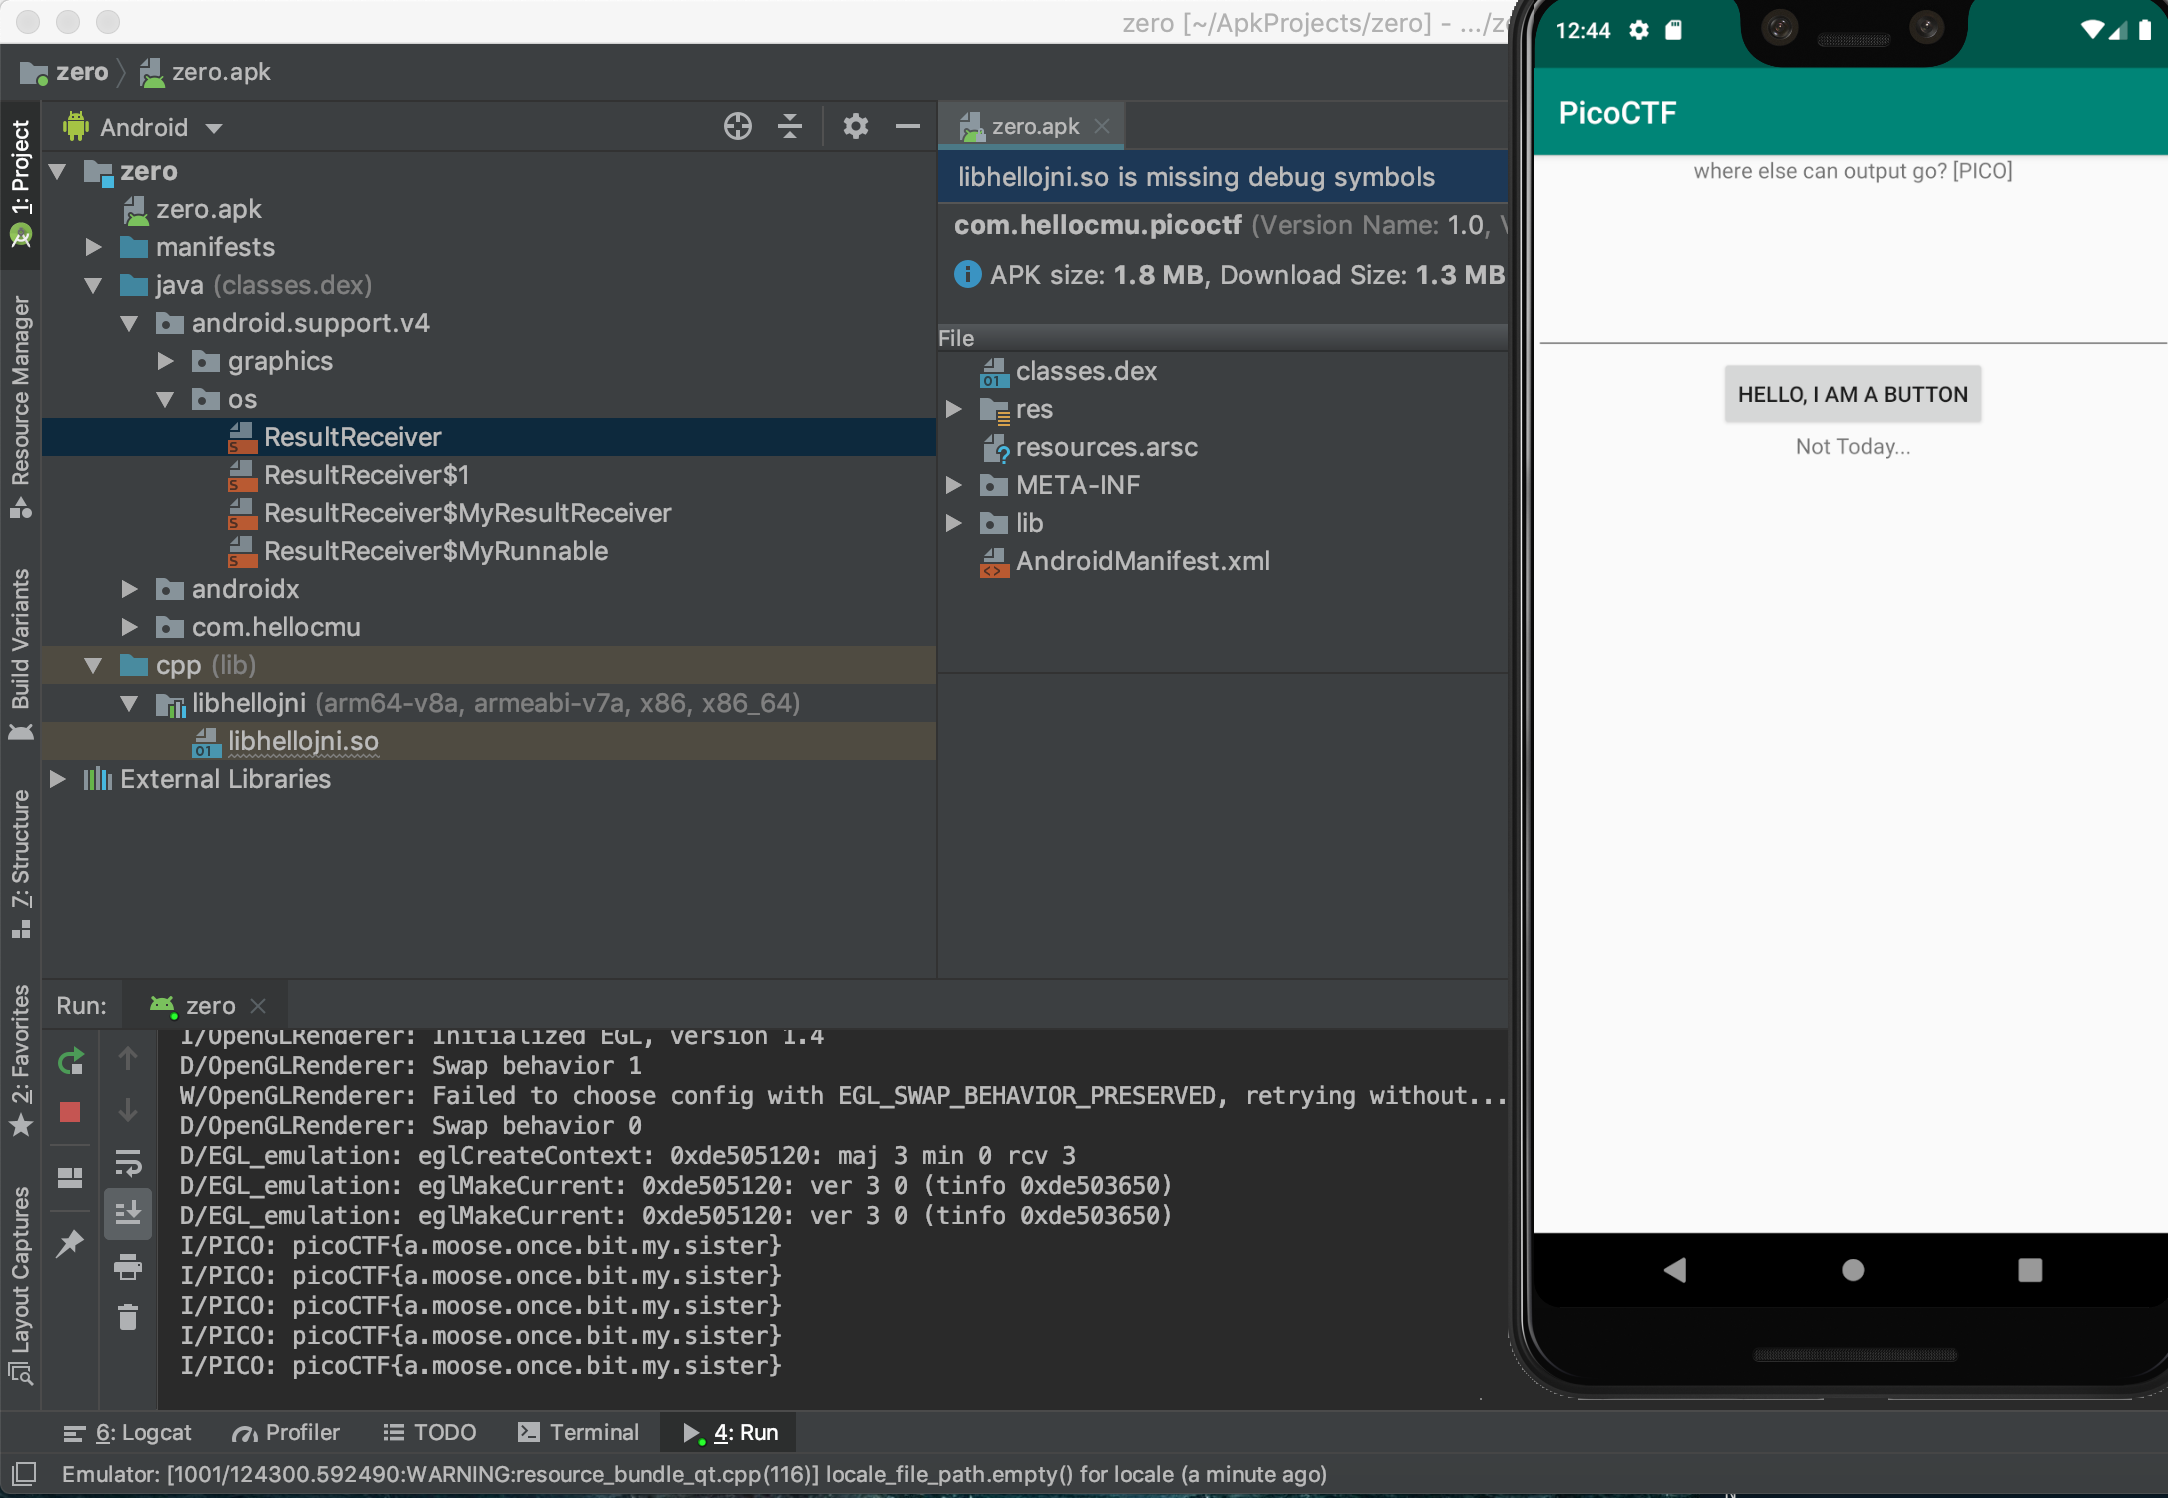 zero [~/ApkProjects/zero] - .../z
zero
zero.apk
Android
zero
zero.apk
manifests
java (classes.dex)
android.support.v4
graphics
os
ResultReceiver
ResultReceiver$1
ResultReceiver$MyResultReceiver
ResultReceiver$MyRunnable
androidx
com.hellocmu
cpp (lib)
libhellojni (arm64-v8a, armeabi-v7a, x86, x86_64)
libhellojni.so
External Libraries
1: Project
Resource Manager
Build Variants
7: Structure
2: Favorites
Layout Captures
zero.apk
libhellojni.so is missing debug symbols
com.hellocmu.picoctf (Version Name: 1.0,
APK size: 1.8 MB, Download Size: 1.3 MB
File
classes.dex
res
resources.arsc
META-INF
lib
AndroidManifest.xml
12:44
PicoCTF
where else can output go? [PICO]
HELLO, I AM A BUTTON
Not Today...
Run:
zero
I/OpenGLRenderer: Initialized EGL, version 1.4
D/OpenGLRenderer: Swap behavior 1
W/OpenGLRenderer: Failed to choose config with EGL_SWAP_BEHAVIOR_PRESERVED, retrying without...
D/OpenGLRenderer: Swap behavior 0
D/EGL_emulation: eglCreateContext: 0xde505120: maj 3 min 0 rcv 3
D/EGL_emulation: eglMakeCurrent: 0xde505120: ver 3 0 (tinfo 0xde503650)
D/EGL_emulation: eglMakeCurrent: 0xde505120: ver 3 0 (tinfo 0xde503650)
I/PICO: picoCTF{a.moose.once.bit.my.sister}
I/PICO: picoCTF{a.moose.once.bit.my.sister}
I/PICO: picoCTF{a.moose.once.bit.my.sister}
I/PICO: picoCTF{a.moose.once.bit.my.sister}
I/PICO: picoCTF{a.moose.once.bit.my.sister}
6: Logcat
Profiler
TODO
Terminal
4: Run
Emulator: [1001/124300.592490:WARNING:resource_bundle_qt.cpp(116)] locale_file_path.empty() for locale (a minute ago)